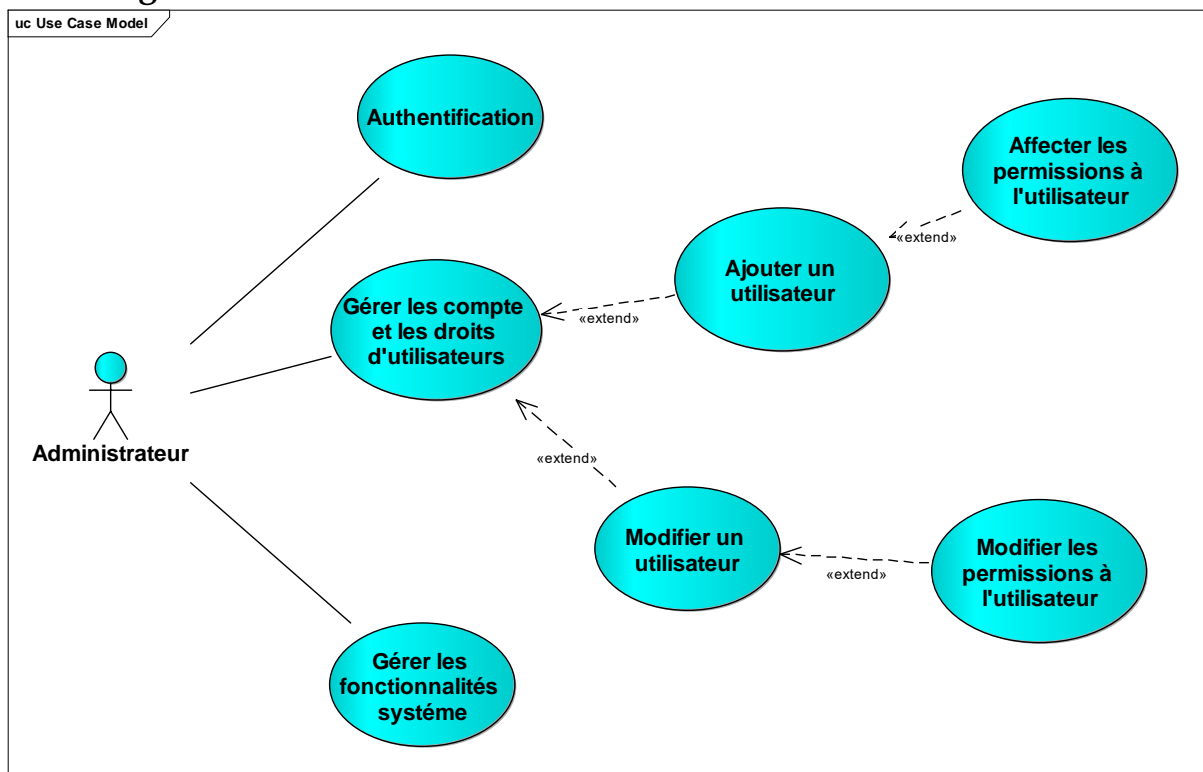 uc Use Case Model
Authentification
Affecter les
permissions à
l'utilisateur
«extend»
Ajouter un
utilisateur
Gérer les compte
et les droits
d'utilisateurs
«extend»
Administrateur
«extend»
Modifier un
utilisateur
«extend»
Modifier les
permissions à
l'utilisateur
Gérer les
fonctionnalités
systéme